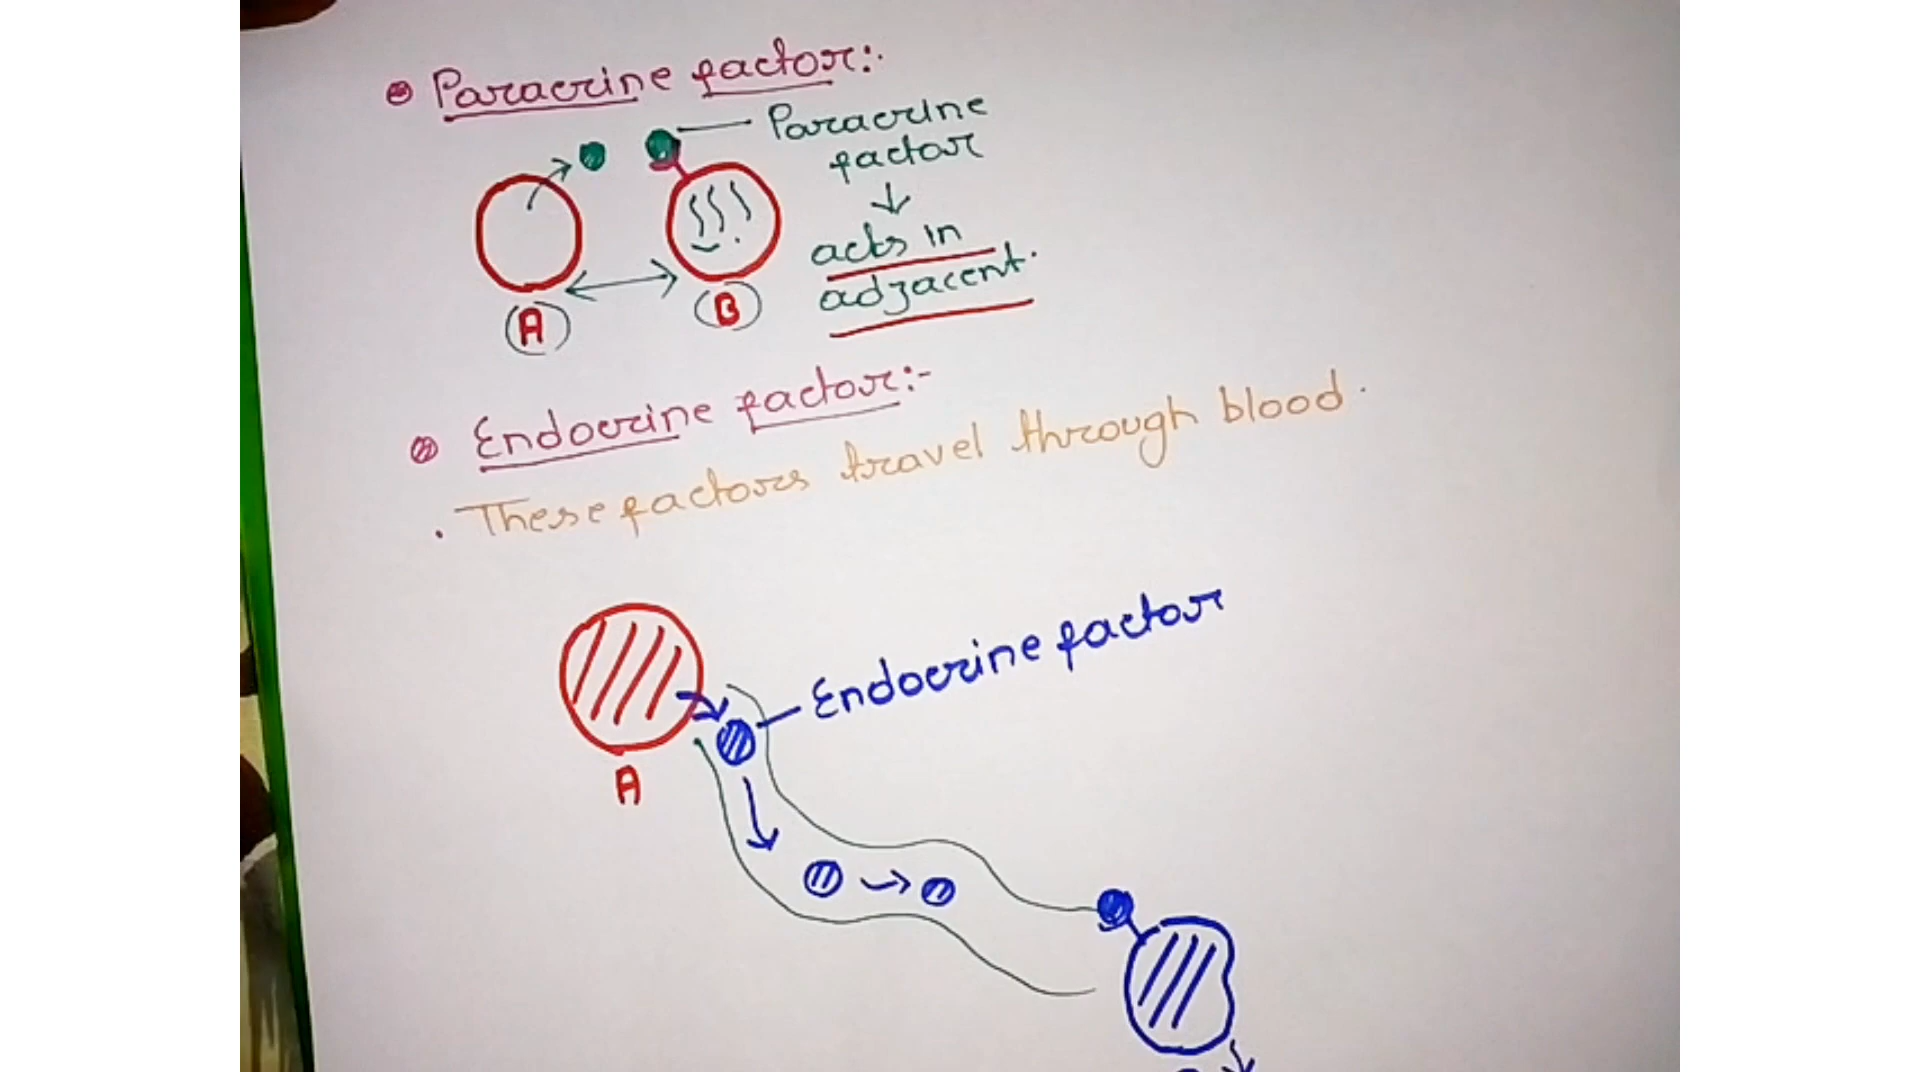 Paracrine factor:-
Paracrine
factor
acts in
adjacent.
A
B
Endocrine factor:-
. These factors travel through blood.
Endocrine factor
A